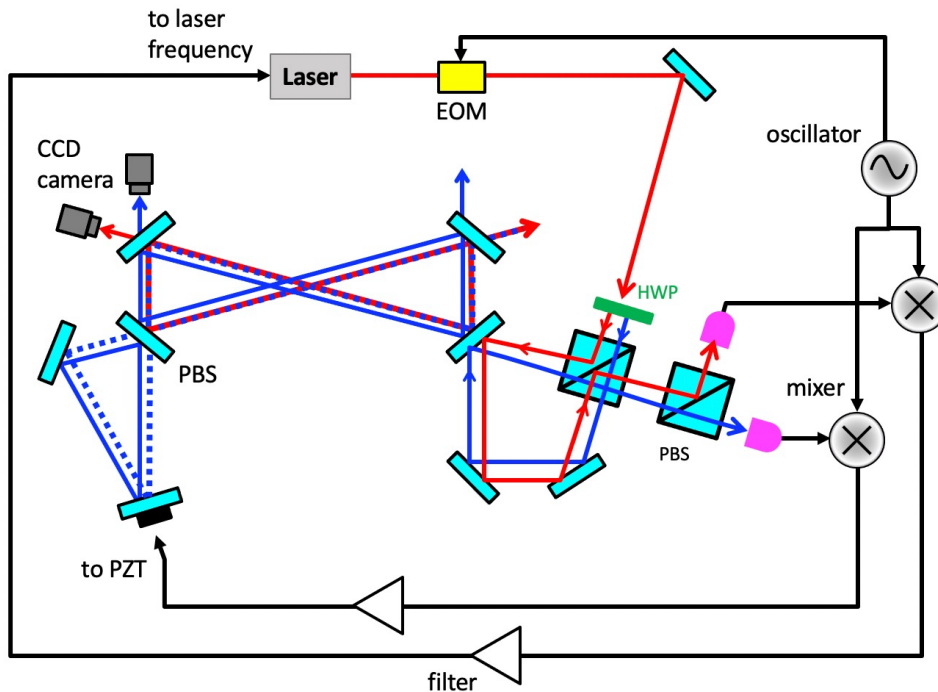 to laser
frequency
Laser
EOM
oscillator
CCD
camera
HWP
PBS
mixer
PBS
to PZT
filter